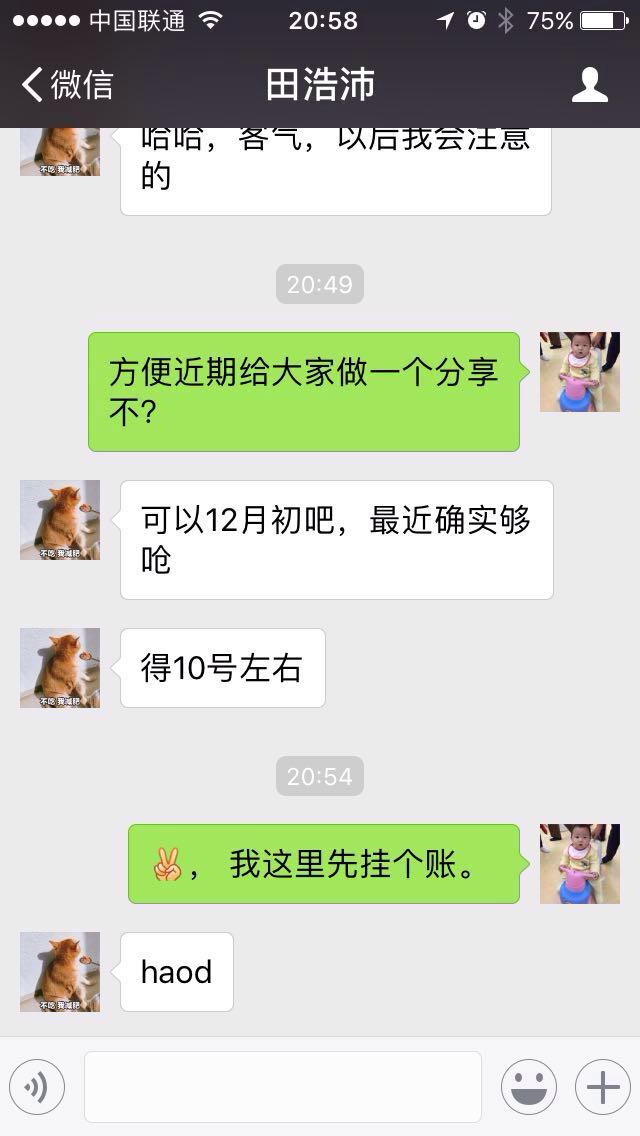 中国联通 20:58 75%
微信 田浩沛
哈哈，客气，以后我会注意
的
20:49
方便近期给大家做一个分享
不？
不吃 我减肥
可以12月初吧，最近确实够
呛
不吃 我减肥
得10号左右
不吃 我减肥
20:54
✌️， 我这里先挂个账。
haod
不吃 我减肥